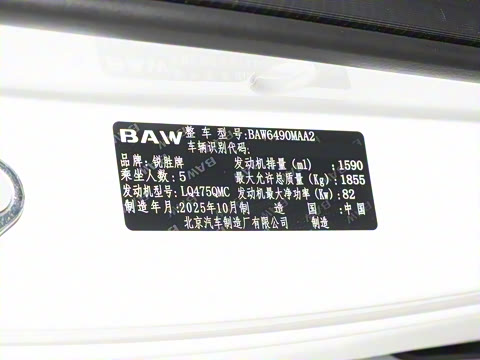 BAW 整 车 型 号: BAW6490MAA2
车辆识别代码:
品牌: 锐胜牌 发动机排量 (ml) : 1590
乘坐人数: 5 最大允许总质量 (Kg) : 1855
发动机型号: LQ475QMC 发动机最大净功率 (Kw) : 82
制造年月: 2025年10月 制 造 国 : 中国
北京汽车制造厂有限公司